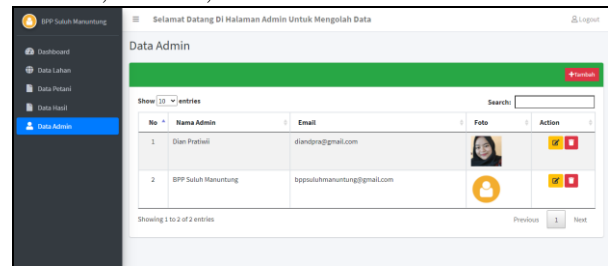 BPP Suluh Manuntung
Selamat Datang Di Halaman Admin Untuk Mengolah Data
Logout
Dashboard
Data Lahan
Data Petani
Data Hasil
Data Admin
Data Admin
+Tambah
Show 10 entries
Search:
No Nama Admin Email Foto Action
1 Dian Pratiwii diandpra@gmail.com
2 BPP Suluh Manuntung bppsuluhmanuntung@gmail.com
Showing 1 to 2 of 2 entries
Previous 1 Next